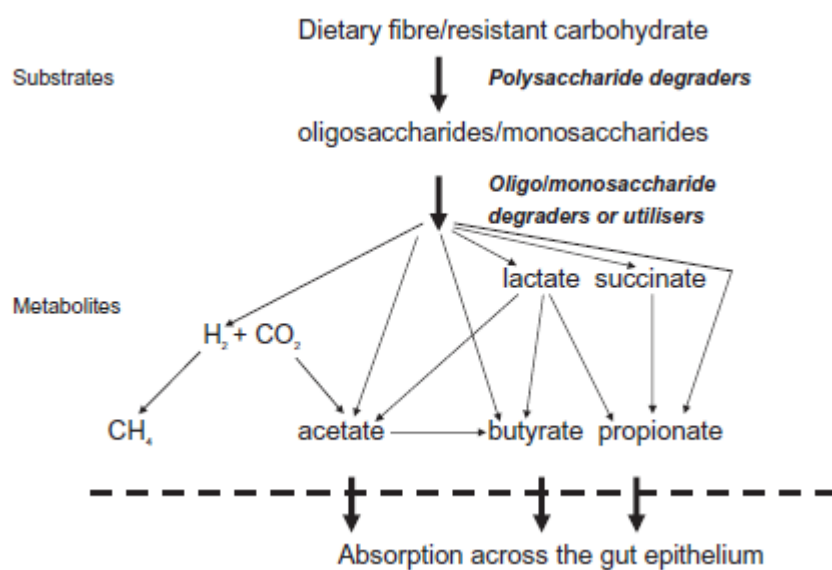 Dietary fibre/resistant carbohydrate
Substrates
Polysaccharide degraders
oligosaccharides/monosaccharides
Oligo/monosaccharide
degraders or utilisers
lactate succinate
Metabolites
H₂ + CO₂
CH₄ acetate butyrate propionate
Absorption across the gut epithelium